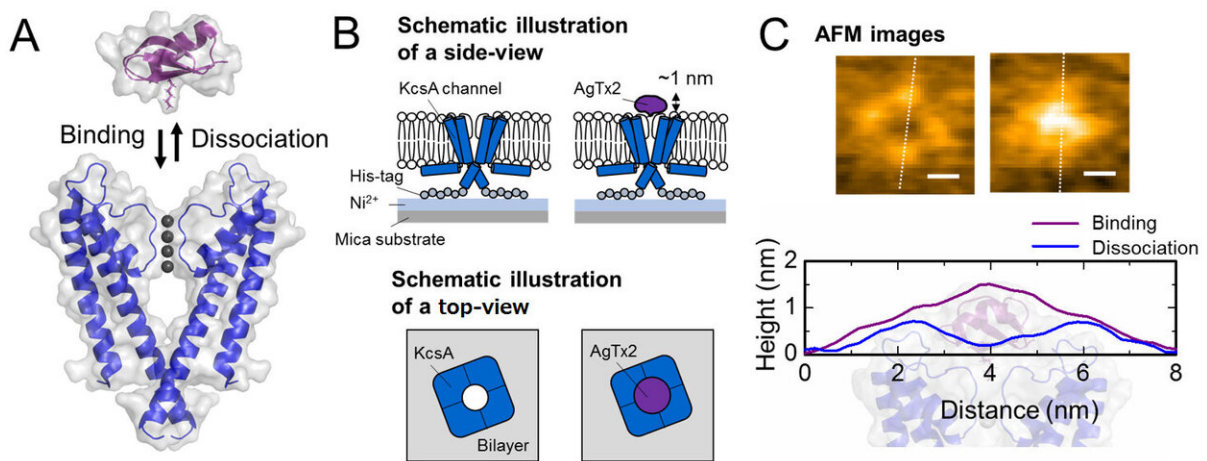 A
Binding
Dissociation
B
Schematic illustration
of a side-view
KcsA channel
AgTx2
~1 nm
His-tag
Ni²⁺
Mica substrate
Schematic illustration
of a top-view
KcsA
Bilayer
AgTx2
C
AFM images
Binding
Dissociation
Height (nm)
2
1
0
0 2 4 6 8
Distance (nm)